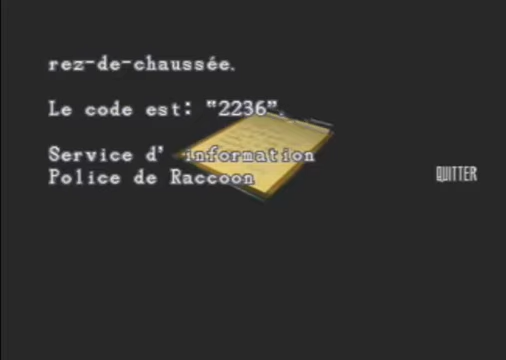 rez-de-chaussée.
Le code est: "2236".
Service d' information
Police de Raccoon
QUITTER